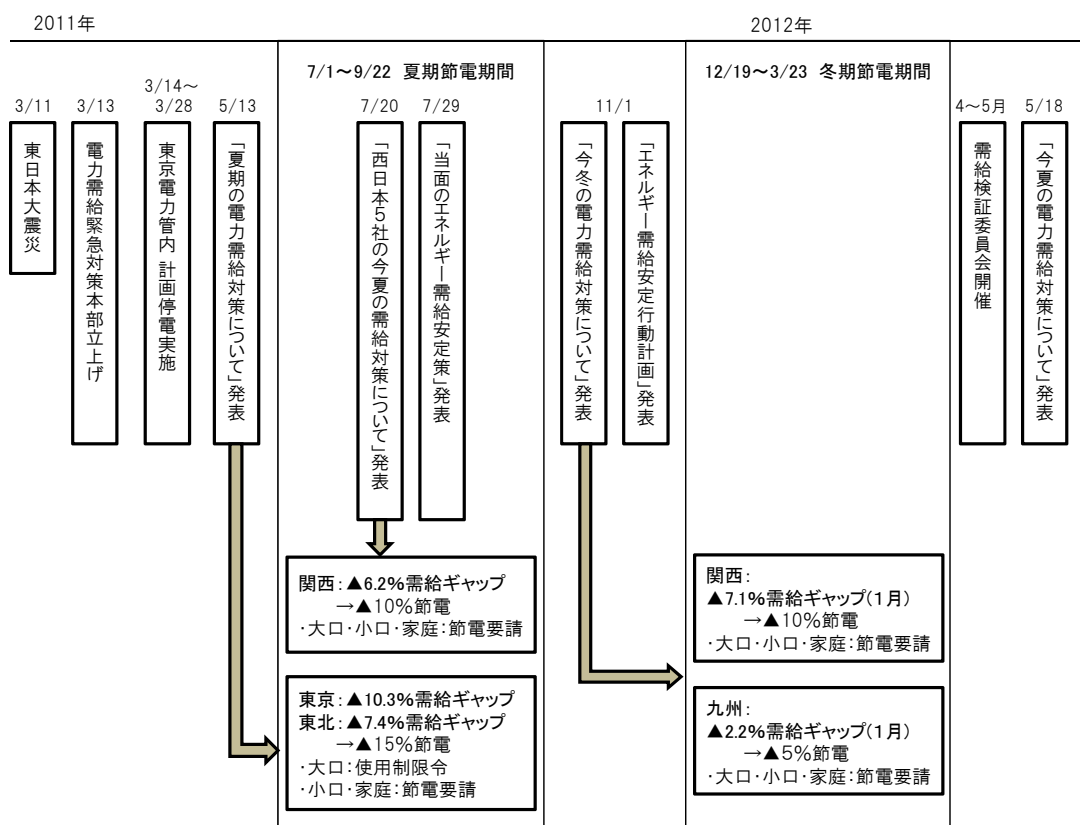 2011年
2012年
7/1～9/22 夏期節電期間
12/19～3/23 冬期節電期間
3/11
東日本大震災
3/13
電力需給緊急対策本部立上げ
3/14～
3/28
東京電力管内 計画停電実施
5/13
「夏期の電力需給対策について」発表
7/20
「西日本5社の今夏の需給対策について」発表
7/29
「当面のエネルギー需給安定策」発表
11/1
「今冬の電力需給対策について」発表
「エネルギー需給安定行動計画」発表
4～5月
需給検証委員会開催
5/18
「今夏の電力需給対策について」発表
関西：▲6.2%需給ギャップ
→▲10%節電
・大口・小口・家庭：節電要請
東京：▲10.3%需給ギャップ
東北：▲7.4%需給ギャップ
→▲15%節電
・大口：使用制限令
・小口・家庭：節電要請
関西：
▲7.1%需給ギャップ(1月)
→▲10%節電
・大口・小口・家庭：節電要請
九州：
▲2.2%需給ギャップ(1月)
→▲5%節電
・大口・小口・家庭：節電要請